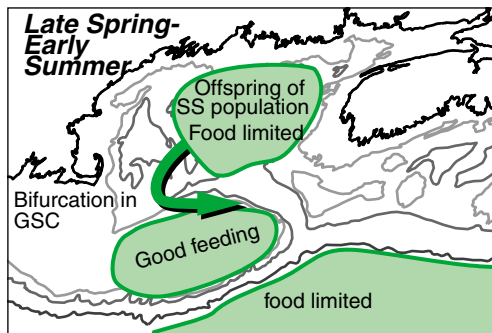 Late Spring-
Early
Summer
Offspring of
SS population
Food limited
Bifurcation in
GSC
Good feeding
food limited